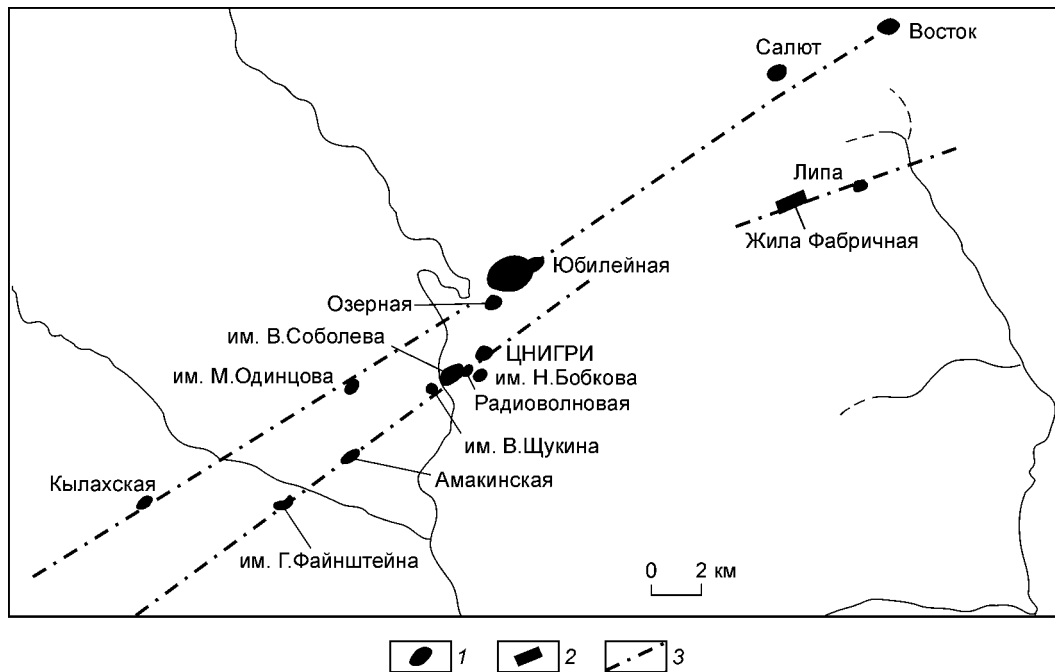 Восток
Салют
Липа
Жила Фабричная
Юбилейная
Озерная
им. В.Соболева
ЦНИГРИ
им. М.Одинцова
им. Н.Бобкова
Радиоволновая
им. В.Щукина
Кылахская
Амакинская
им. Г.Файнштейна
0 2 км
1 2 3